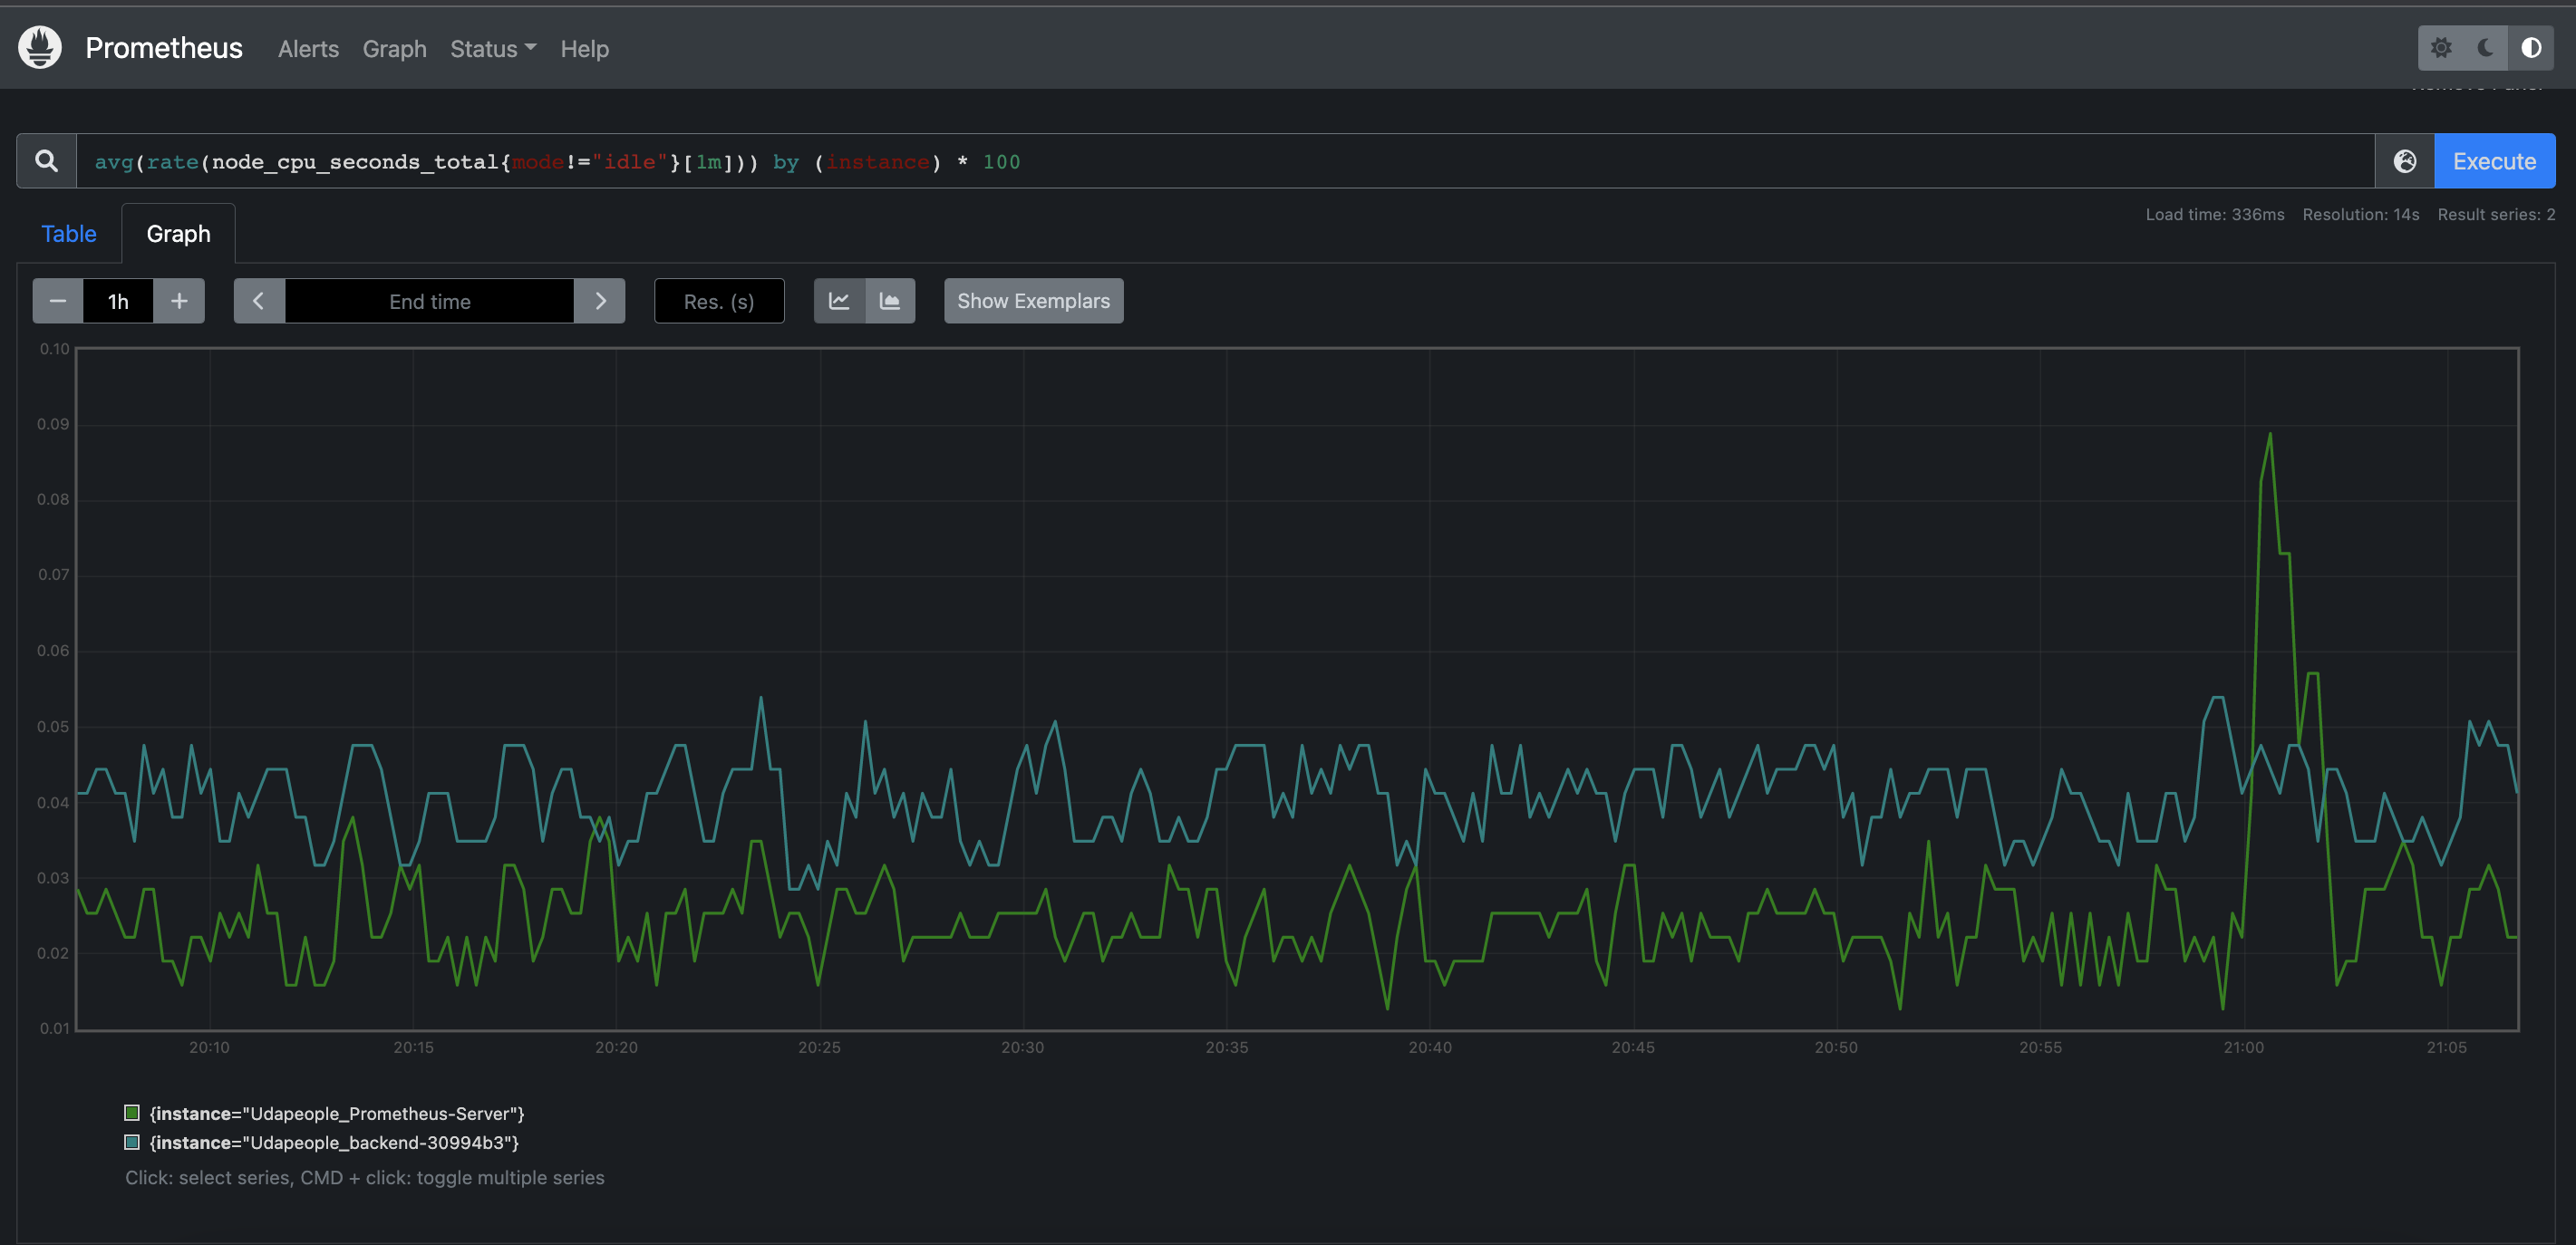 Prometheus Alerts Graph Status Help
Remove Panel
avg(rate(node_cpu_seconds_total{mode!="idle"}[1m])) by (instance) * 100
Execute
Load time: 336ms Resolution: 14s Result series: 2
Table Graph
1h End time Res. (s) Show Exemplars
0.10
0.09
0.08
0.07
0.06
0.05
0.04
0.03
0.02
0.01
20:10 20:15 20:20 20:25 20:30 20:35 20:40 20:45 20:50 20:55 21:00 21:05
{instance="Udapeople_Prometheus-Server"}
{instance="Udapeople_backend-30994b3"}
Click: select series, CMD + click: toggle multiple series